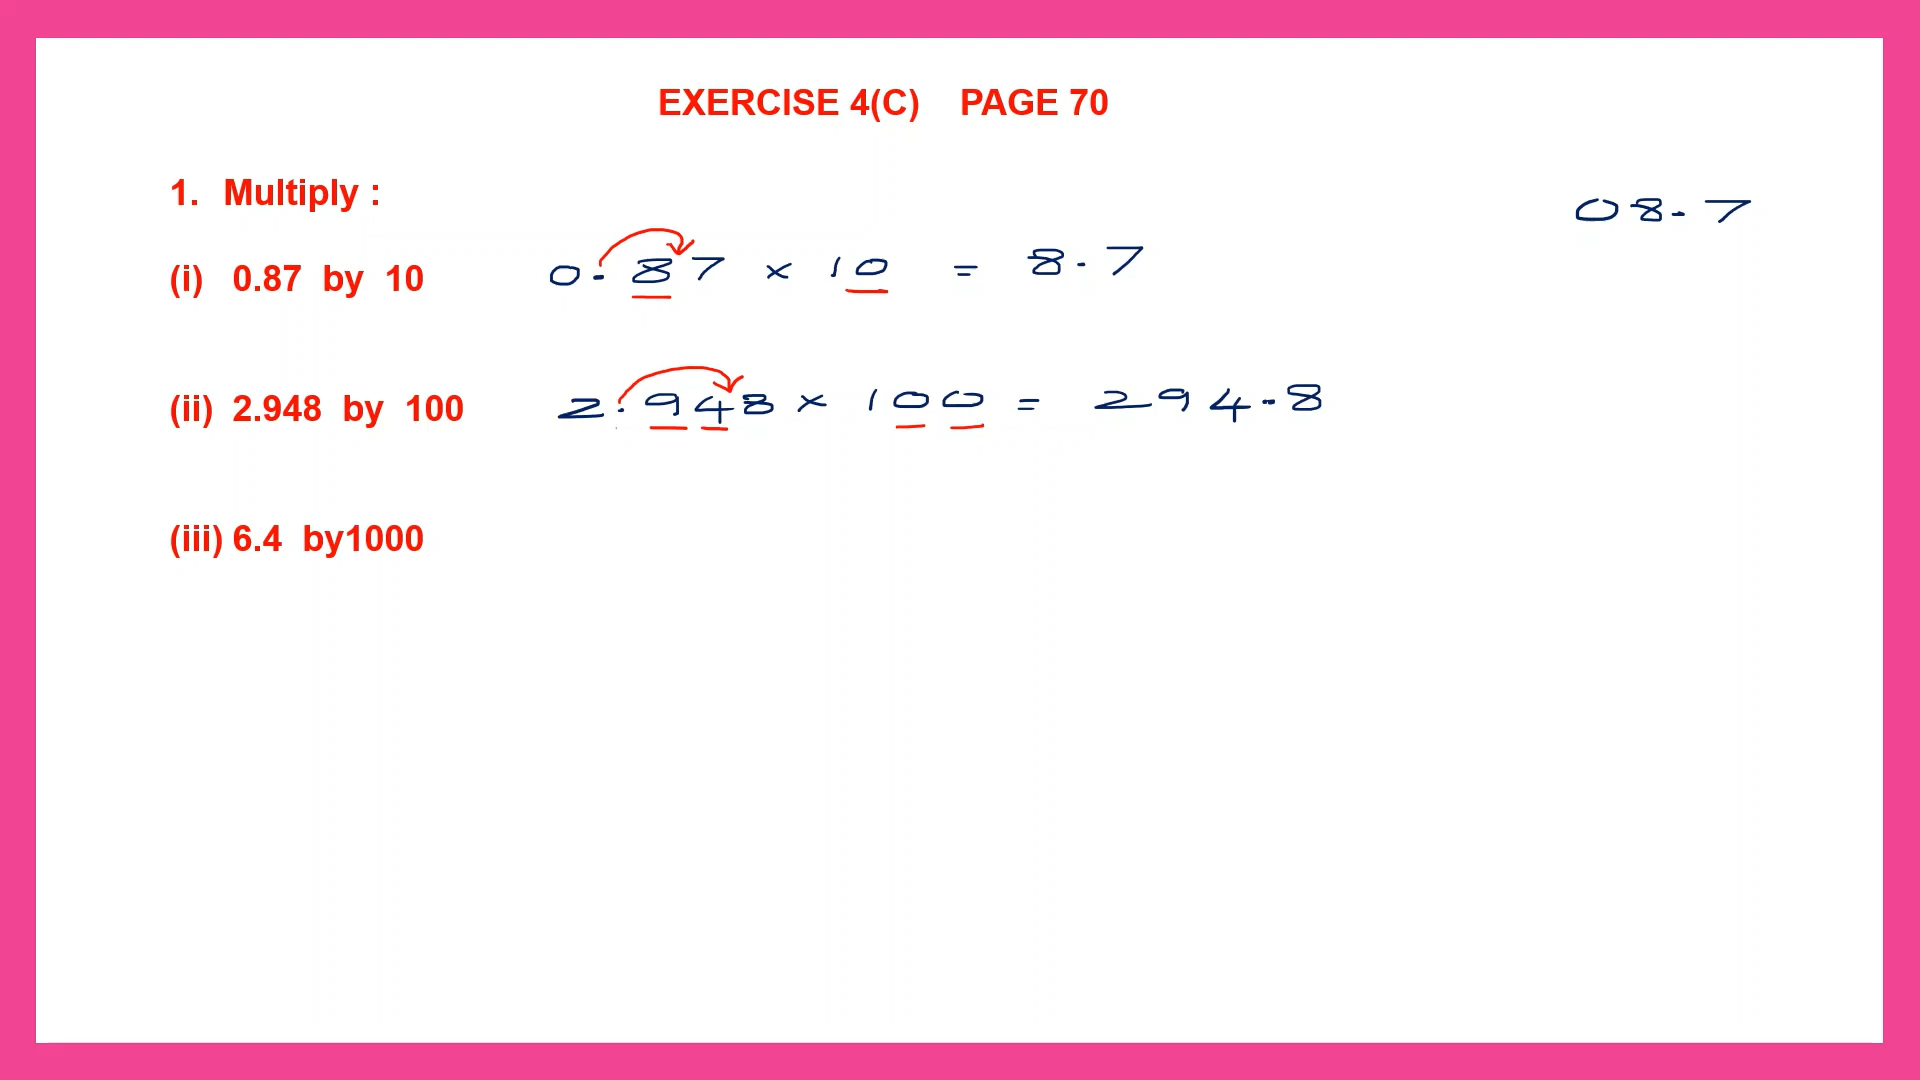 EXERCISE 4(C) PAGE 70
1. Multiply :
08.7
(i) 0.87 by 10 0.87 × 10 = 8.7
(ii) 2.948 by 100 2.948 × 100 = 294.8
(iii) 6.4 by1000